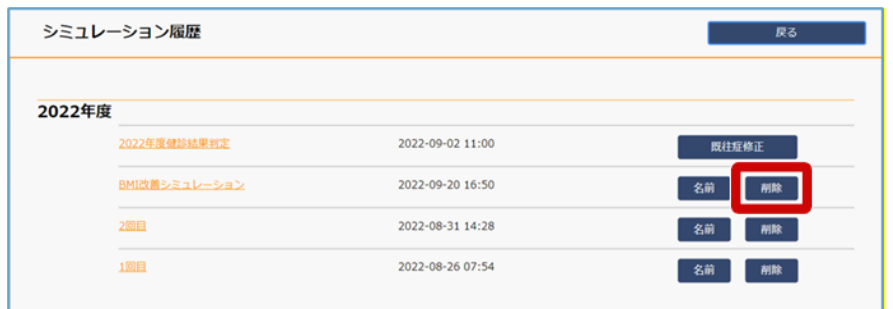 シミュレーション履歴 戻る
2022年度
2022年度健診結果判定 2022-09-02 11:00 既往症修正
BMI改善シミュレーション 2022-09-20 16:50 名前 削除
2回目 2022-08-31 14:28 名前 削除
1回目 2022-08-26 07:54 名前 削除